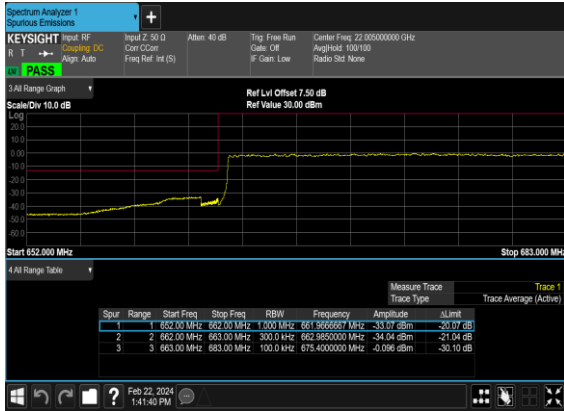 Spectrum Analyzer 1
Spurious Emissions
KEYSIGHT Input: RF Input Z: 50 Ω Atten: 40 dB Trig: Free Run Center Freq: 22.005000000 GHz
R T Coupling: DC Corr CCorr Gate: Off Avg|Hold: 100/100
Align: Auto Freq Ref: Int (S) IF Gain: Low Radio Std: None
PASS
3 All Range Graph
Ref Lvl Offset 7.50 dB
Scale/Div 10.0 dB Ref Value 30.00 dBm
Log
20.0
10.0
0.00
-10.0
-20.0
-30.0
-40.0
-50.0
-60.0
Start 652.000 MHz Stop 683.000 MHz
4 All Range Table
Measure Trace Trace 1
Trace Type Trace Average (Active)
Spur Range Start Freq Stop Freq RBW Frequency Amplitude ΔLimit
1 1 652.00 MHz 662.00 MHz 1.000 MHz 661.9666667 MHz -33.07 dBm -20.07 dB
2 2 662.00 MHz 663.00 MHz 300.0 kHz 662.9850000 MHz -34.04 dBm -21.04 dB
3 3 663.00 MHz 683.00 MHz 100.0 kHz 675.4000000 MHz -0.096 dBm -30.10 dB
Feb 22, 2024
1:41:40 PM